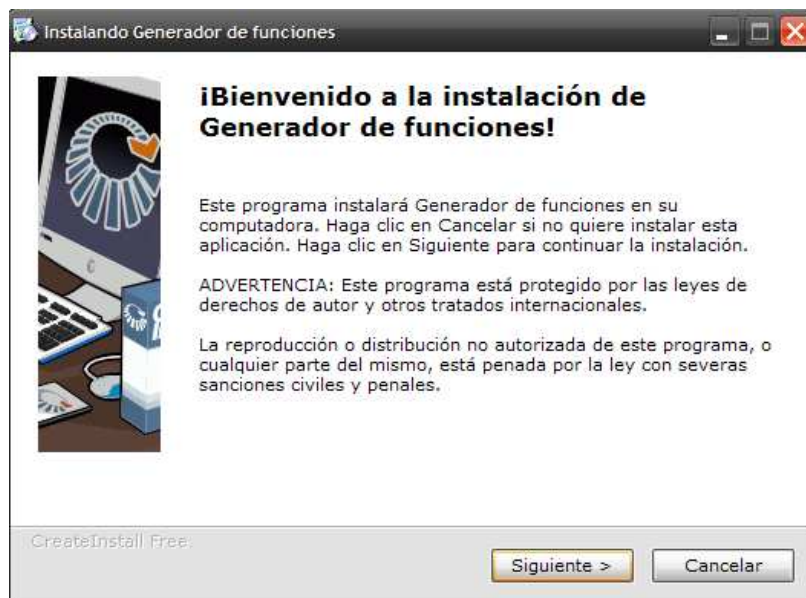 Instalando Generador de funciones
¡Bienvenido a la instalación de
Generador de funciones!
Este programa instalará Generador de funciones en su
computadora. Haga clic en Cancelar si no quiere instalar esta
aplicación. Haga clic en Siguiente para continuar la instalación.
ADVERTENCIA: Este programa está protegido por las leyes de
derechos de autor y otros tratados internacionales.
La reproducción o distribución no autorizada de este programa, o
cualquier parte del mismo, está penada por la ley con severas
sanciones civiles y penales.
CreateInstall Free
Siguiente >
Cancelar